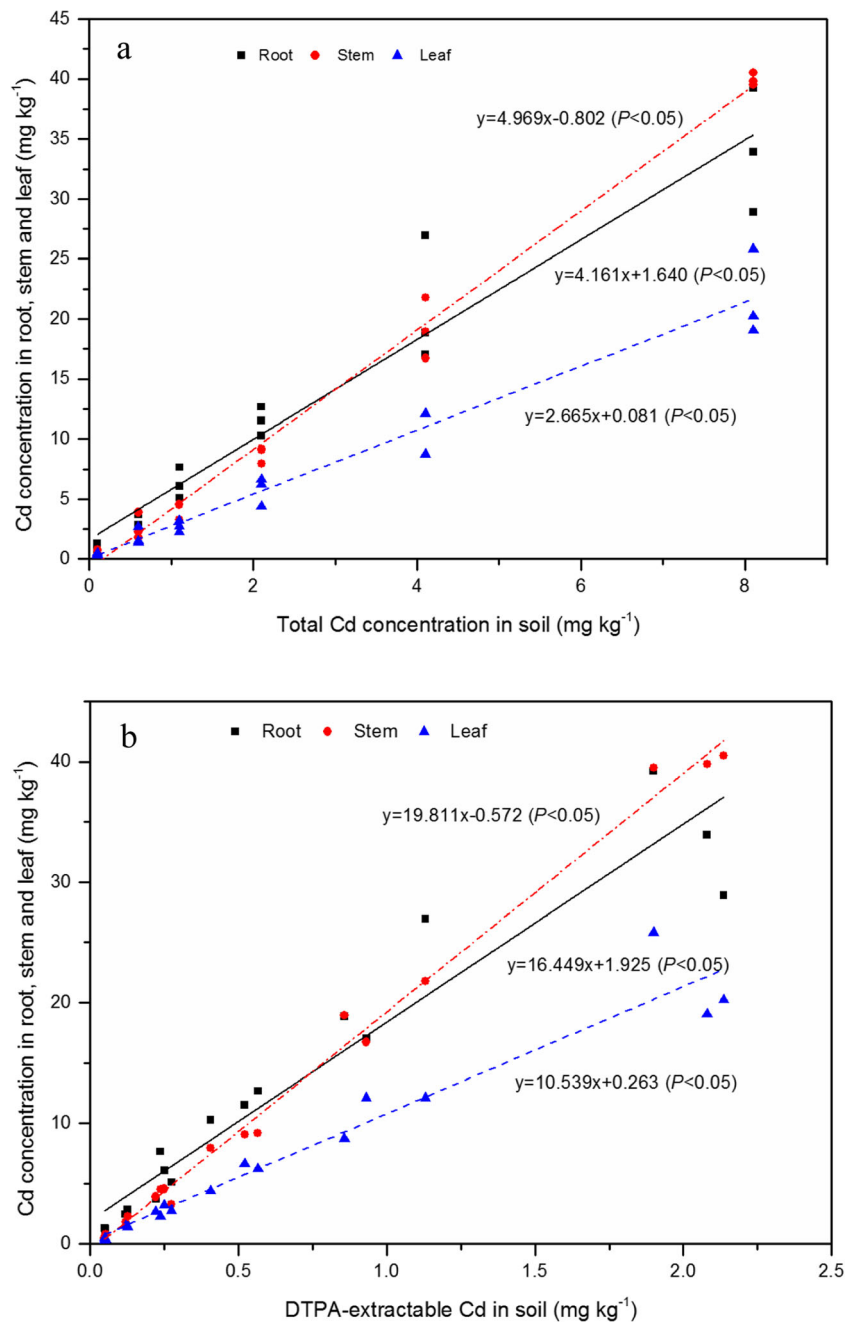 a
Root Stem Leaf
45
40
35
30
25
20
15
10
5
0
y=4.969x-0.802 (P<0.05)
y=4.161x+1.640 (P<0.05)
y=2.665x+0.081 (P<0.05)
Cd concentration in root, stem and leaf (mg kg⁻¹)
0 2 4 6 8
Total Cd concentration in soil (mg kg⁻¹)
b
Root Stem Leaf
40
30
20
10
0
y=19.811x-0.572 (P<0.05)
y=16.449x+1.925 (P<0.05)
y=10.539x+0.263 (P<0.05)
Cd concentration in root, stem and leaf (mg kg⁻¹)
0.0 0.5 1.0 1.5 2.0 2.5
DTPA-extractable Cd in soil (mg kg⁻¹)